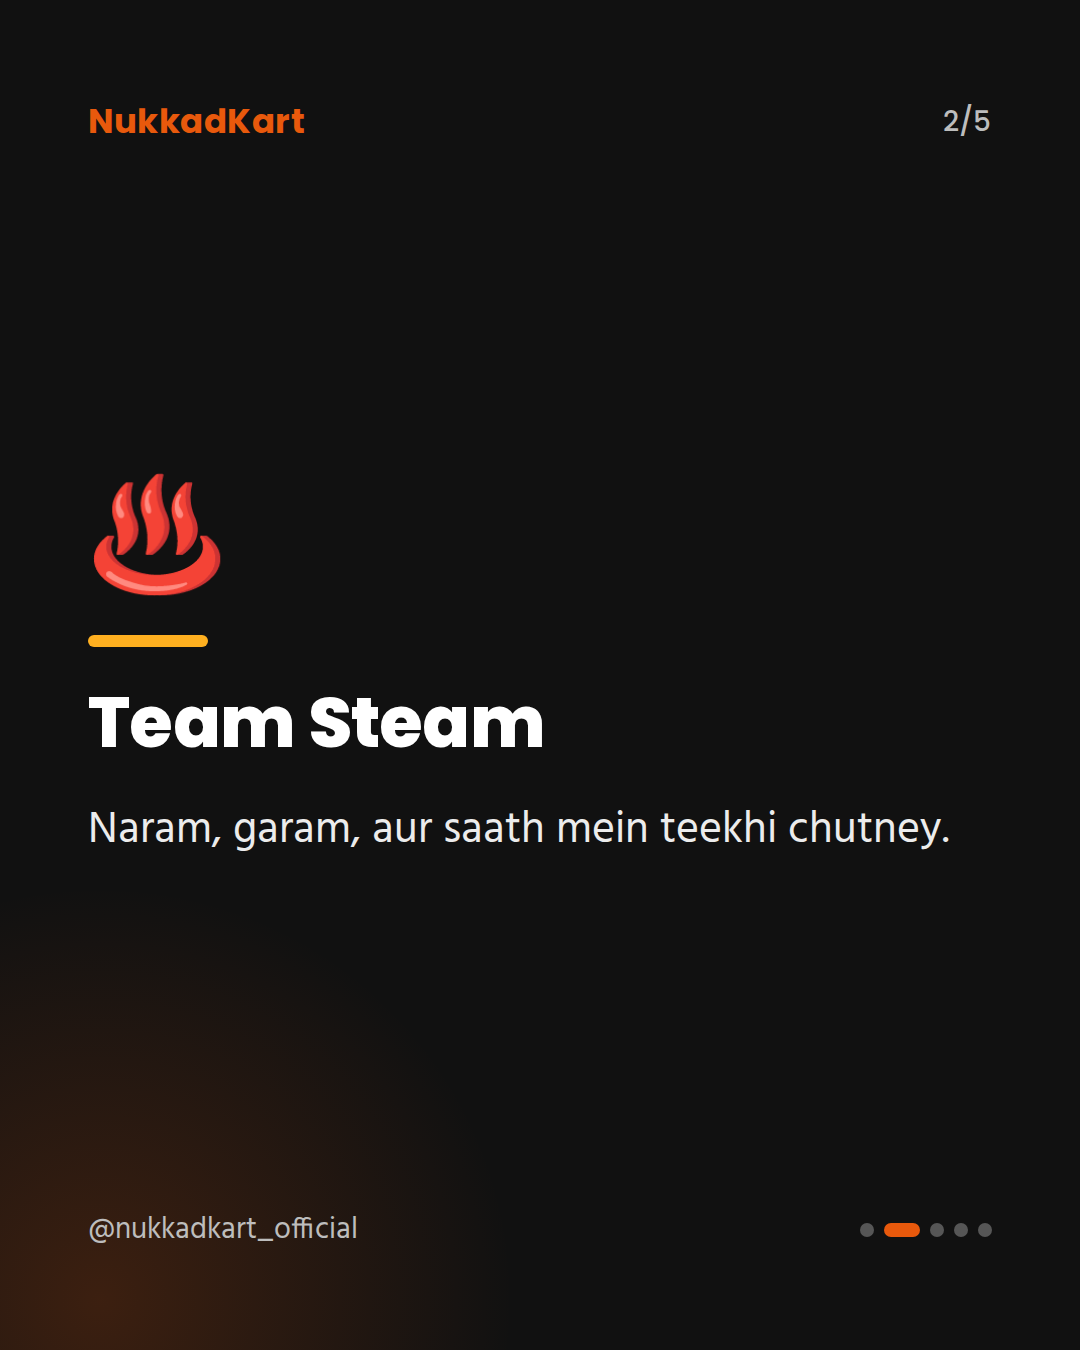 NukkadKart
2/5
Team Steam
Naram, garam, aur saath mein teekhi chutney.
@nukkadkart_official